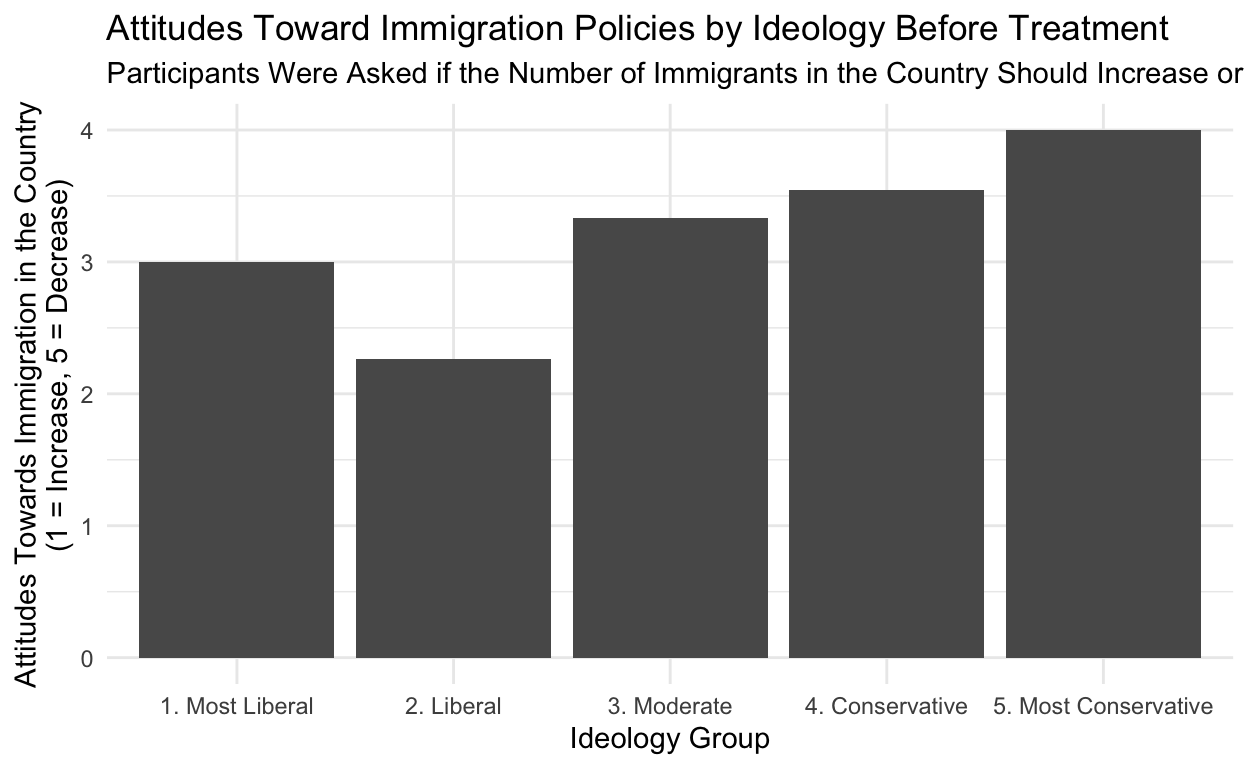 Attitudes Toward Immigration Policies by Ideology Before Treatment
Participants Were Asked if the Number of Immigrants in the Country Should Increase or
Attitudes Towards Immigration in the Country
(1 = Increase, 5 = Decrease)
4
3
2
1
0
1. Most Liberal
2. Liberal
3. Moderate
4. Conservative
5. Most Conservative
Ideology Group